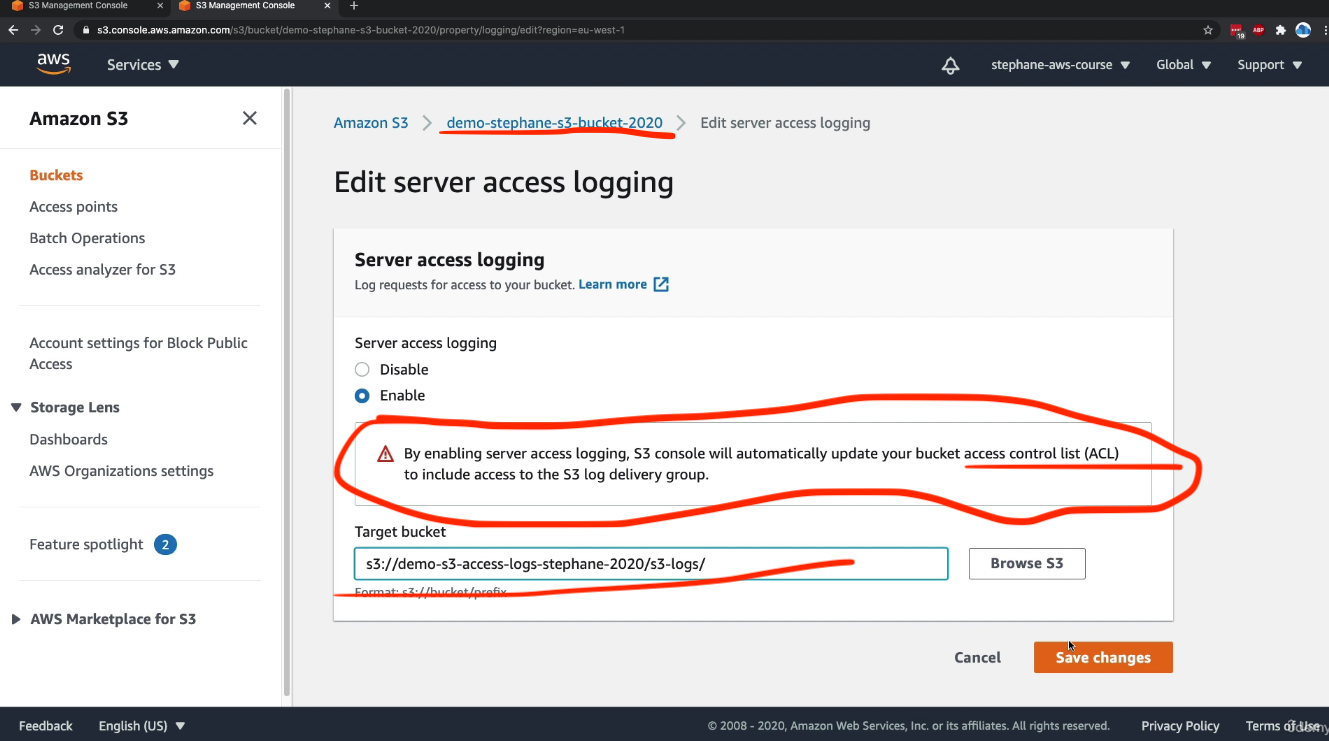 S3 Management Console
S3 Management Console
s3.console.aws.amazon.com/s3/bucket/demo-stephane-s3-bucket-2020/property/logging/edit?region=eu-west-1
19
ABP
aws
Services
stephane-aws-course
Global
Support
Amazon S3
Buckets
Access points
Batch Operations
Access analyzer for S3
Account settings for Block Public
Access
Storage Lens
Dashboards
AWS Organizations settings
Feature spotlight 2
AWS Marketplace for S3
Amazon S3 > demo-stephane-s3-bucket-2020 > Edit server access logging
Edit server access logging
Server access logging
Log requests for access to your bucket. Learn more
Server access logging
Disable
Enable
By enabling server access logging, S3 console will automatically update your bucket access control list (ACL)
to include access to the S3 log delivery group.
Target bucket
s3://demo-s3-access-logs-stephane-2020/s3-logs/
Browse S3
Format: s3://bucket/prefix
Cancel
Save changes
Feedback
English (US)
© 2008 - 2020, Amazon Web Services, Inc. or its affiliates. All rights reserved.
Privacy Policy
Terms of Use